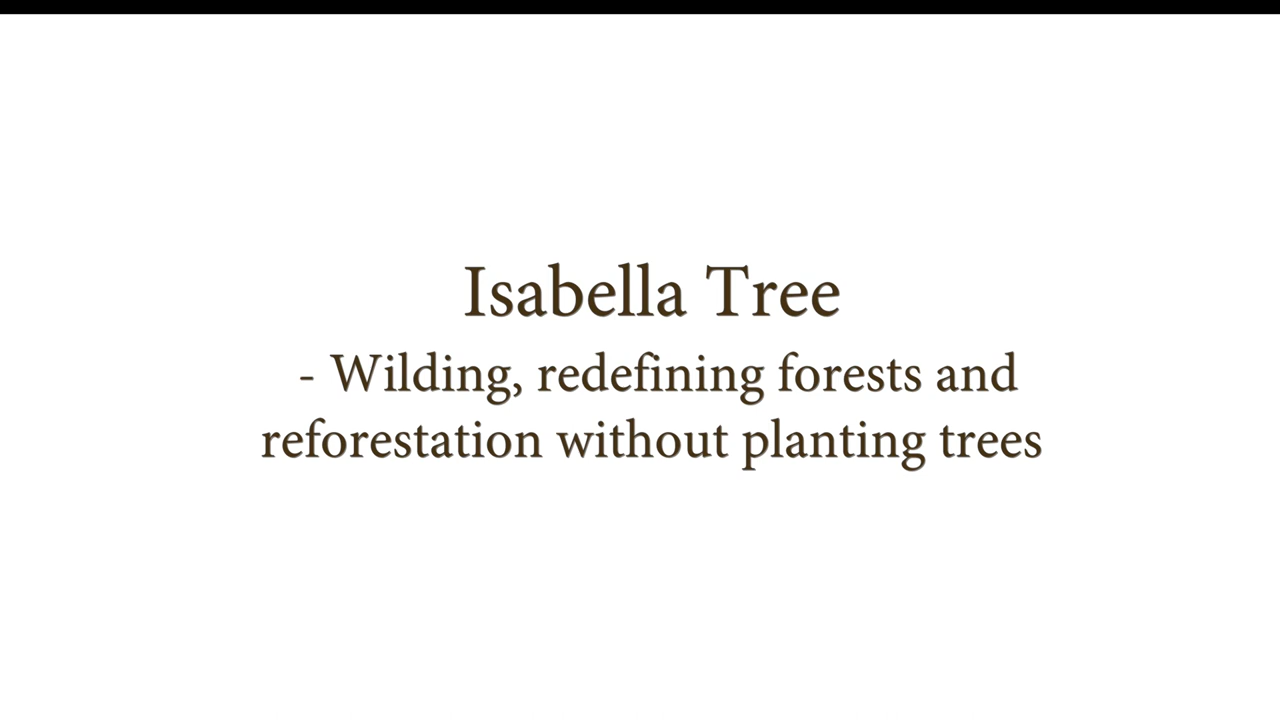 Isabella Tree
- Wilding, redefining forests and
reforestation without planting trees